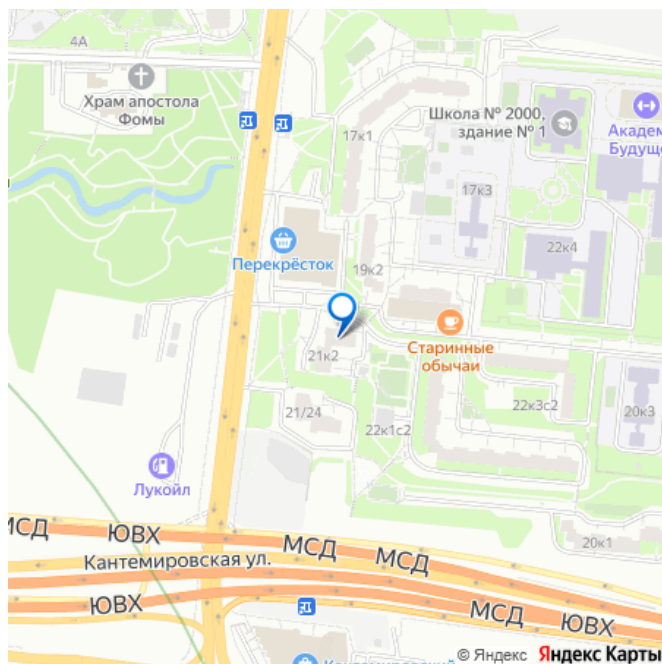 4А
Храм апостола
Фомы
17к1
Школа № 2000,
здание № 1
Академ
Будуще
17к3
22к4
Перекрёсток
19к2
21к2
Старинные
обычаи
21/24
22к1с2
22к3с2
20к3
Лукойл
20к1
МСД
ЮВХ
МСД
МСД
Кантемировская ул.
ЮВХ
МСД
ЮВХ
© Яндекс Яндекс Карты